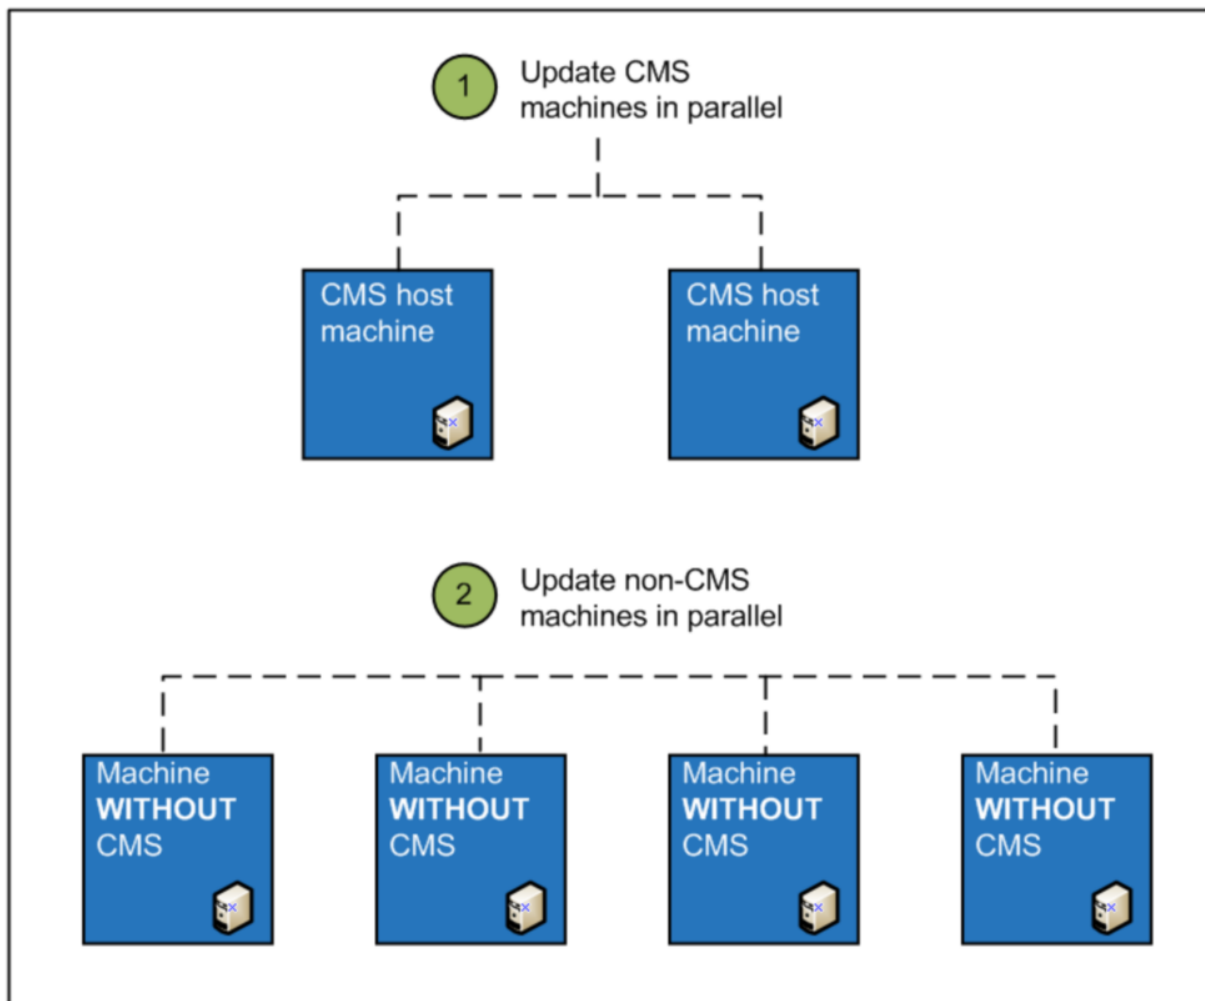 1
Update CMS
machines in parallel
CMS host
machine
CMS host
machine
2
Update non-CMS
machines in parallel
Machine
WITHOUT
CMS
Machine
WITHOUT
CMS
Machine
WITHOUT
CMS
Machine
WITHOUT
CMS